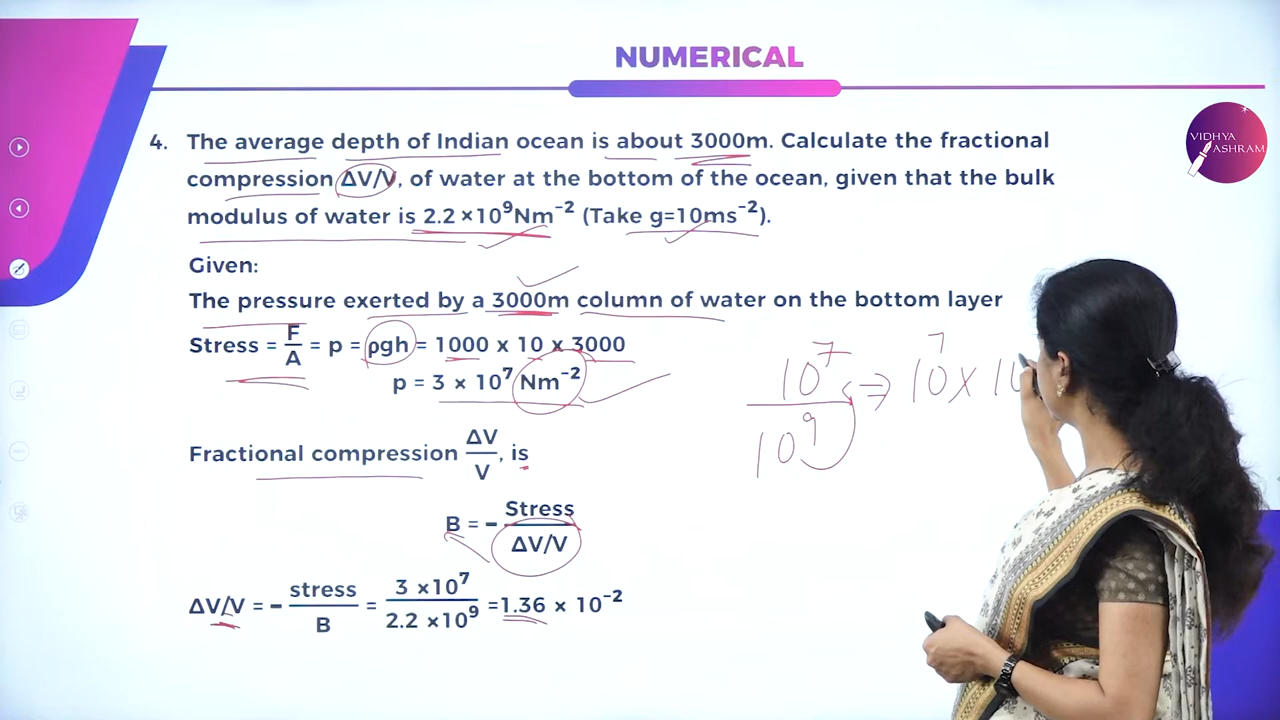 NUMERICAL
VIDHYA
ASHRAM
4. The average depth of Indian ocean is about 3000m. Calculate the fractional
compression ΔV/V, of water at the bottom of the ocean, given that the bulk
modulus of water is 2.2 ×10⁹Nm⁻² (Take g=10ms⁻²).
Given:
The pressure exerted by a 3000m column of water on the bottom layer
Stress = F/A = p = ρgh = 1000 x 10 x 3000
p = 3 × 10⁷ Nm⁻²
10⁷/10⁹ ⇒ 10⁷ × 10
Fractional compression ΔV/V, is
B = - Stress/ΔV/V
ΔV/V = - stress/B = 3 ×10⁷/2.2 ×10⁹ =1.36 × 10⁻²